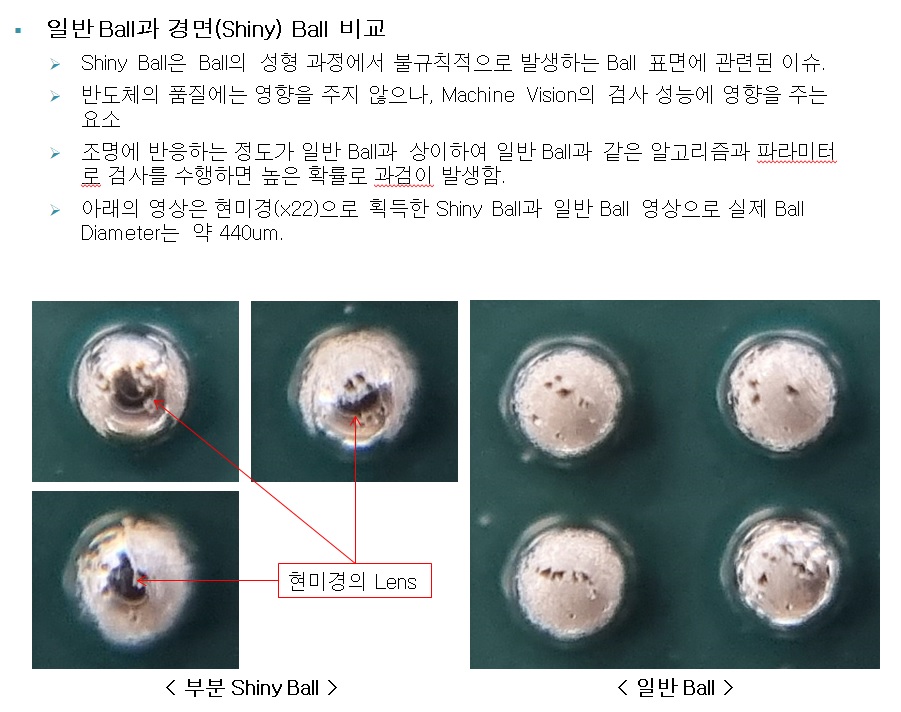 일반 Ball과 경면(Shiny) Ball 비교
Shiny Ball은 Ball의 성형 과정에서 불규칙적으로 발생하는 Ball 표면에 관련된 이슈.
반도체의 품질에는 영향을 주지 않으나, Machine Vision의 검사 성능에 영향을 주는
요소
조명에 반응하는 정도가 일반 Ball과 상이하여 일반 Ball과 같은 알고리즘과 파라미터
로 검사를 수행하면 높은 확률로 과검이 발생함.
아래의 영상은 현미경(x22)으로 획득한 Shiny Ball과 일반 Ball 영상으로 실제 Ball
Diameter는 약 440um.
현미경의 Lens
< 부분 Shiny Ball >
< 일반 Ball >